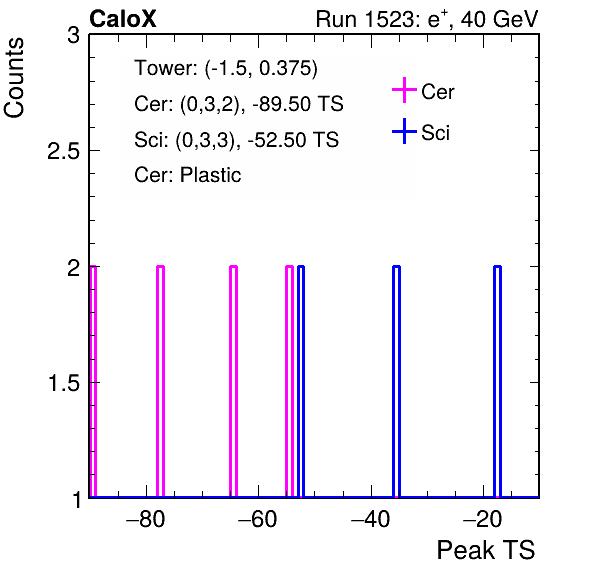 CaloX Run 1523: e+, 40 GeV
Counts
3
Tower: (-1.5, 0.375)
Cer: (0,3,2), -89.50 TS
Sci: (0,3,3), -52.50 TS
Cer: Plastic
Cer
Sci
2.5
2
1.5
1
−80 −60 −40 −20
Peak TS